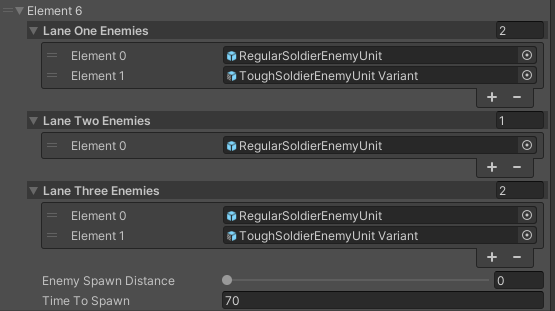 Element 6
Lane One Enemies 2
Element 0 RegularSoldierEnemyUnit
Element 1 ToughSoldierEnemyUnit Variant
+ −
Lane Two Enemies 1
Element 0 RegularSoldierEnemyUnit
+ −
Lane Three Enemies 2
Element 0 RegularSoldierEnemyUnit
Element 1 ToughSoldierEnemyUnit Variant
+ −
Enemy Spawn Distance 0
Time To Spawn 70